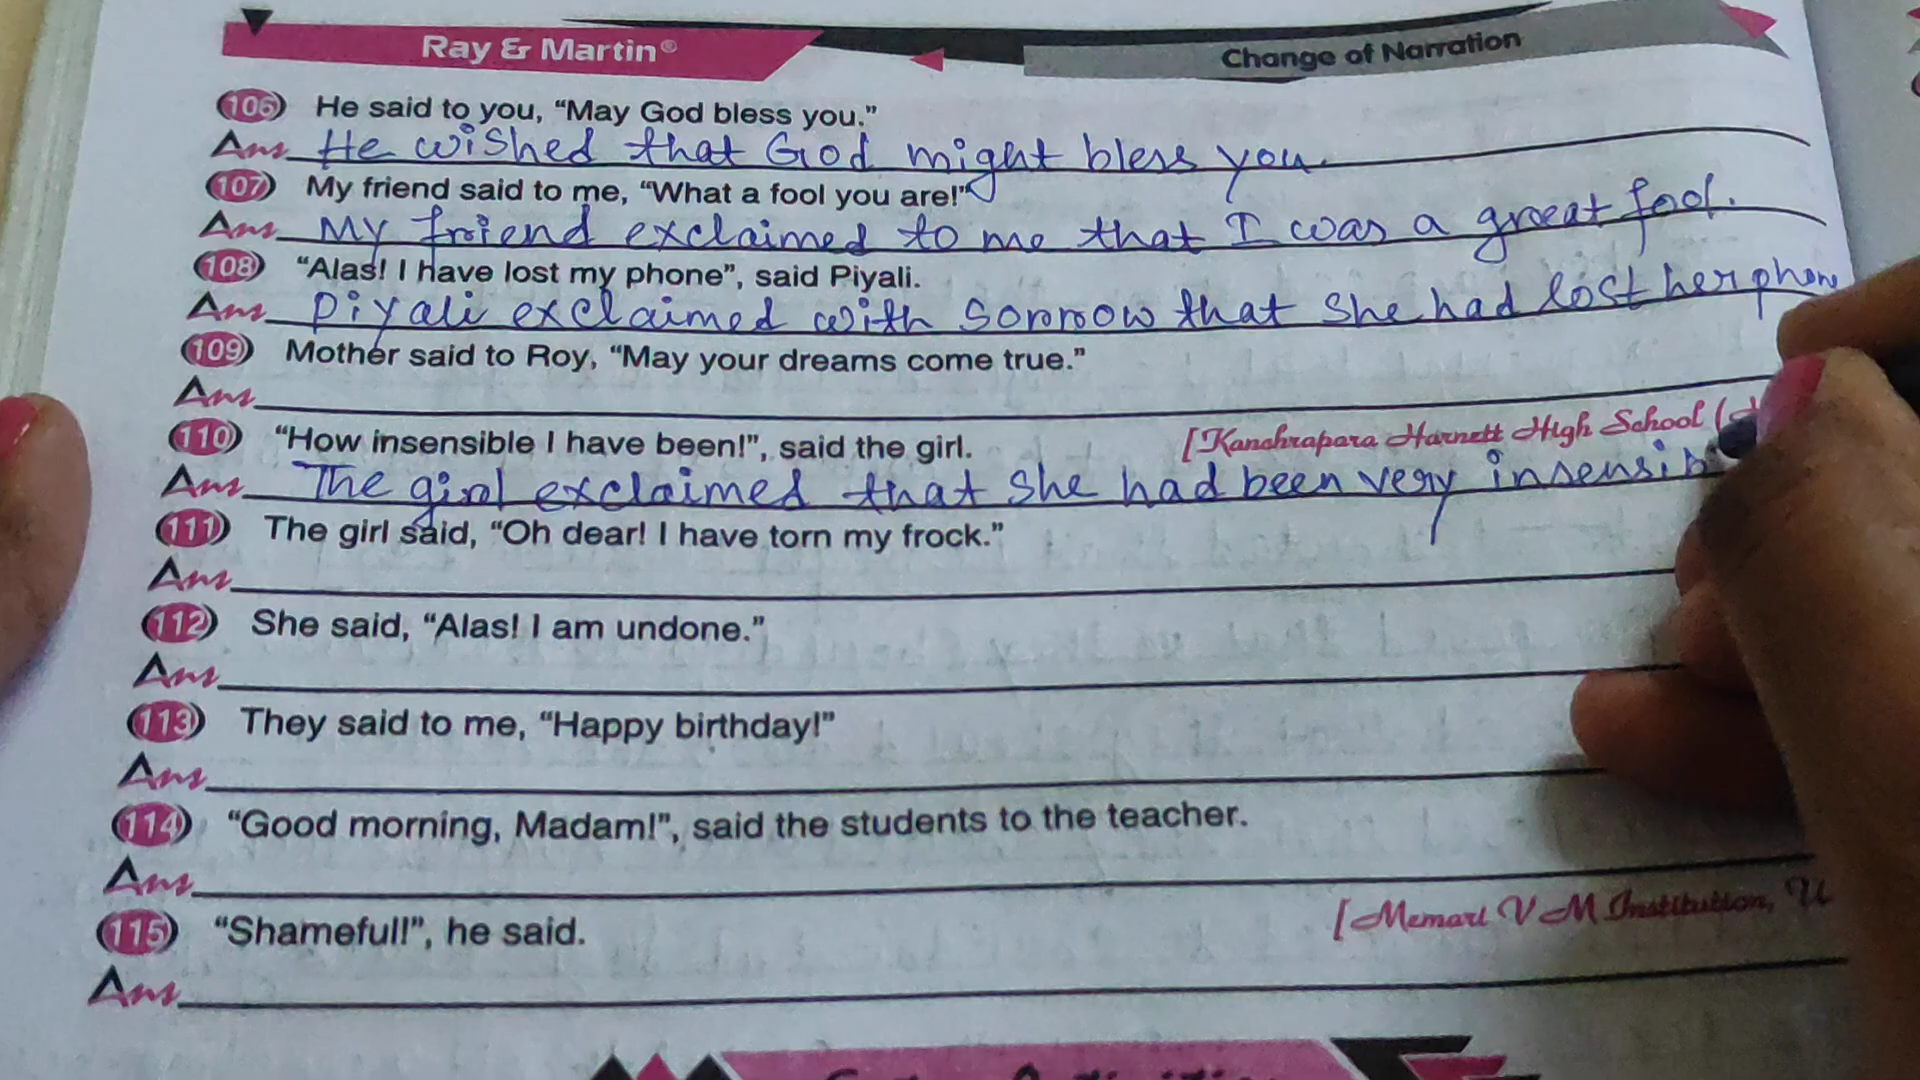 Ray & Martin®
Change of Narration
106 He said to you, “May God bless you.”
Ans He wished that God might bless you.
107 My friend said to me, “What a fool you are!”
Ans My friend exclaimed to me that I was a great fool.
108 “Alas! I have lost my phone”, said Piyali.
Ans Piyali exclaimed with sorrow that she had lost her phone
109 Mother said to Roy, “May your dreams come true.”
Ans
110 “How insensible I have been!”, said the girl. [Kanchrapara Harnett High School (
Ans The girl exclaimed that she had been very insensib
111 The girl said, “Oh dear! I have torn my frock.”
Ans
112 She said, “Alas! I am undone.”
Ans
113 They said to me, “Happy birthday!”
Ans
114 “Good morning, Madam!”, said the students to the teacher.
Ans
115 “Shameful!”, he said. [Memari V M Institution, U
Ans